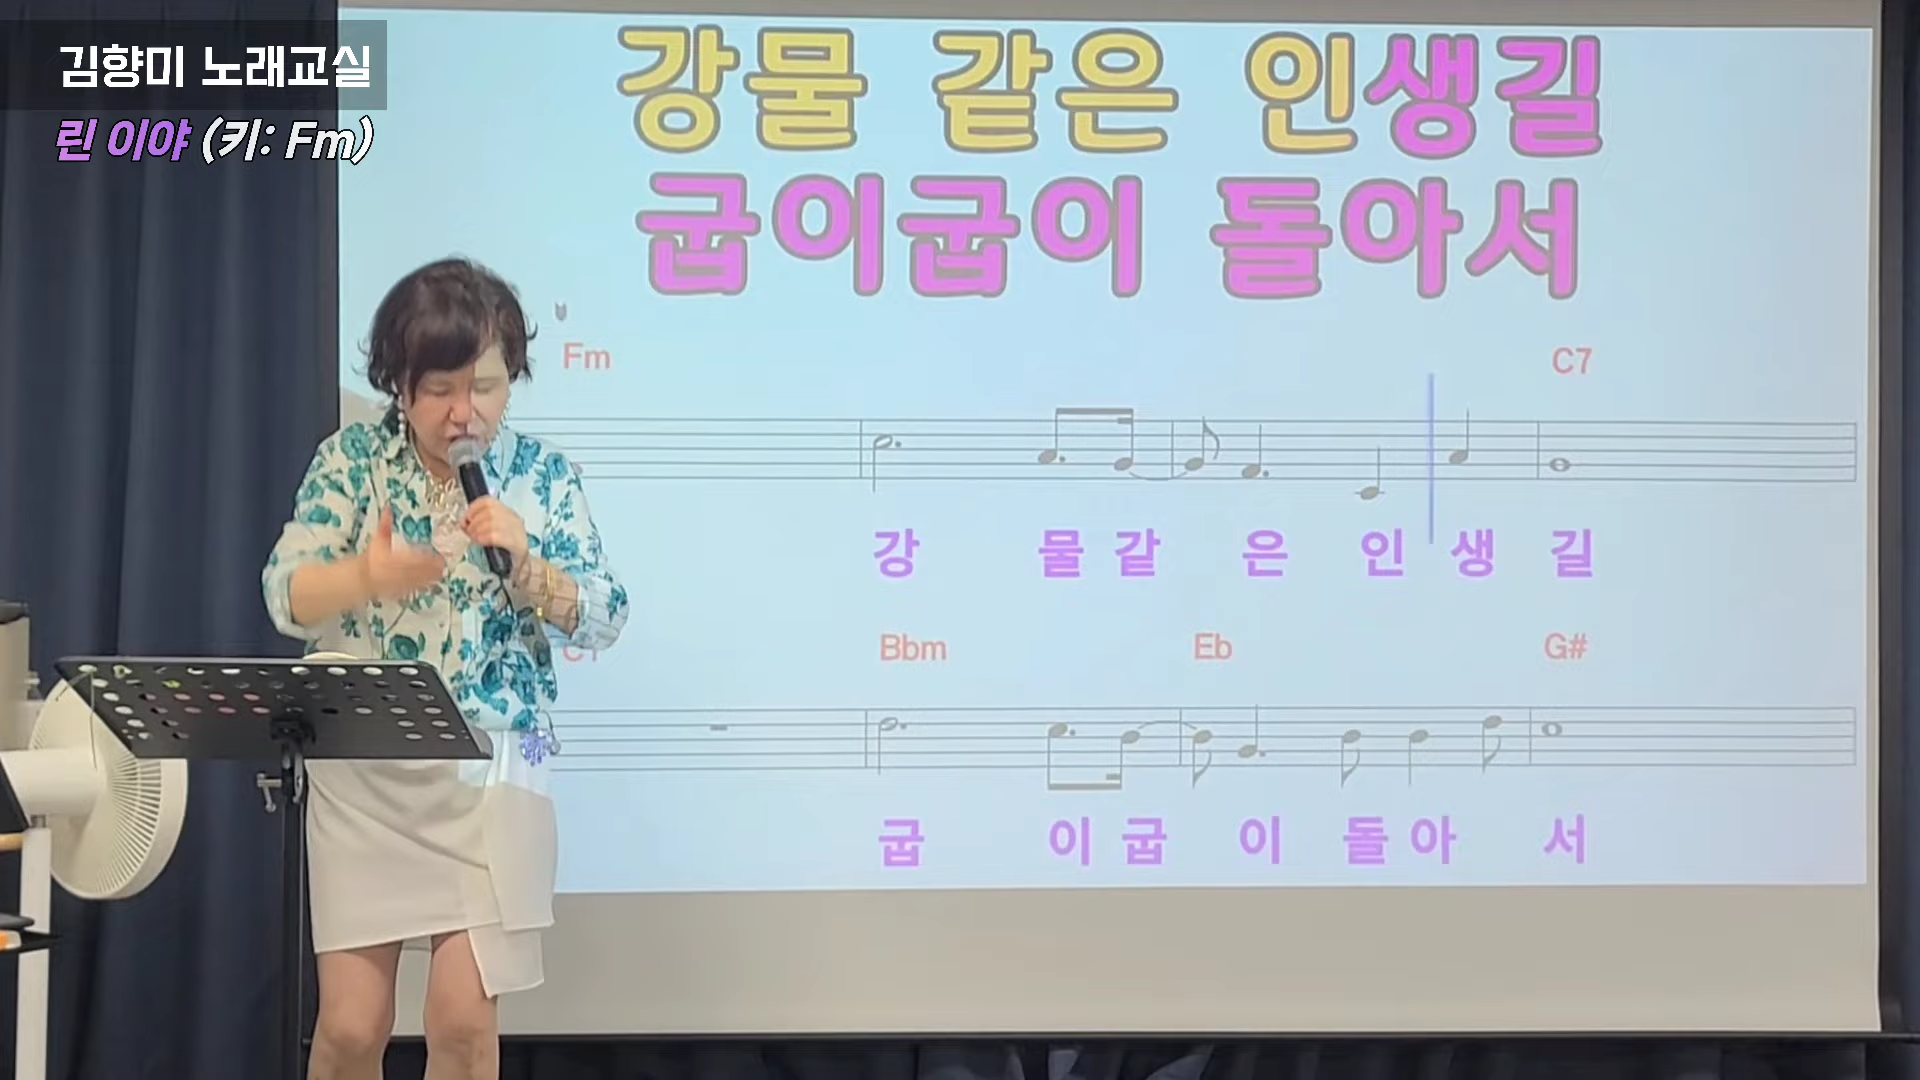 김향미 노래교실
린 이야 (키: Fm)
강물 같은 인생길
굽이굽이 돌아서
Fm C7
강 물 같 은 인 생 길
Bbm Eb G#
굽 이 굽 이 돌 아 서